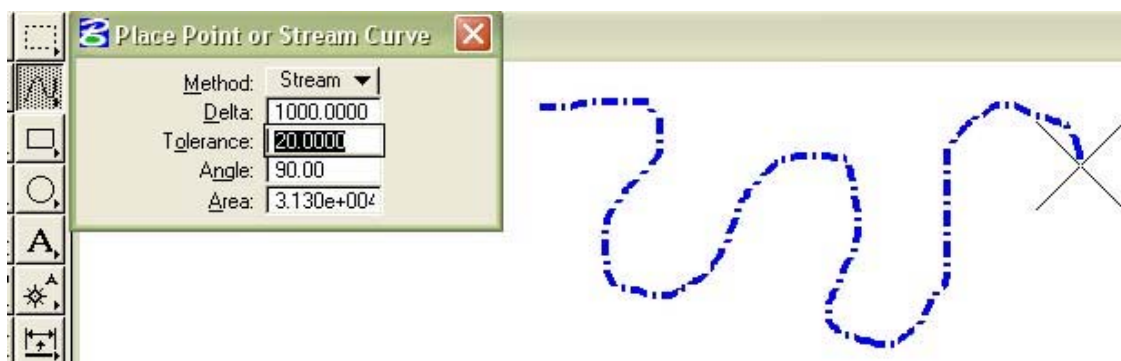 Place Point or Stream Curve
Method: Stream
Delta: 1000.0000
Tolerance: 20.0000
Angle: 90.00
Area: 3.130e+004
A
A